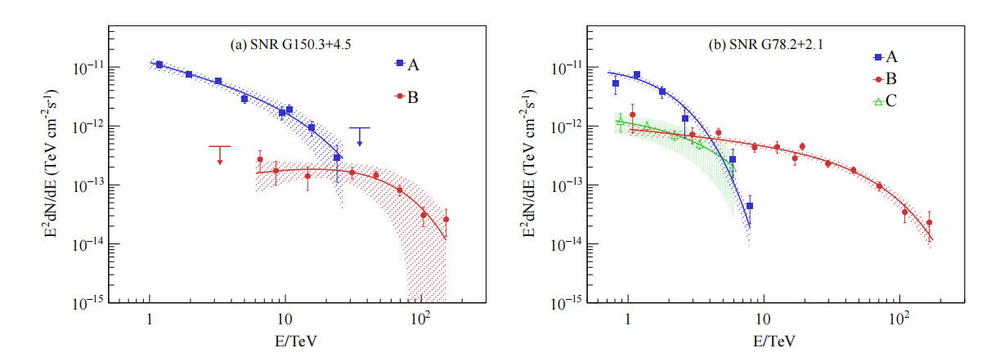 (a) SNR G150.3+4.5
A
B
10⁻¹¹
10⁻¹²
10⁻¹³
10⁻¹⁴
10⁻¹⁵
E²dN/dE (TeV cm⁻²s⁻¹)
1
10
10²
E/TeV
(b) SNR G78.2+2.1
A
B
C
10⁻¹¹
10⁻¹²
10⁻¹³
10⁻¹⁴
10⁻¹⁵
E²dN/dE (TeV cm⁻²s⁻¹)
1
10
10²
E/TeV